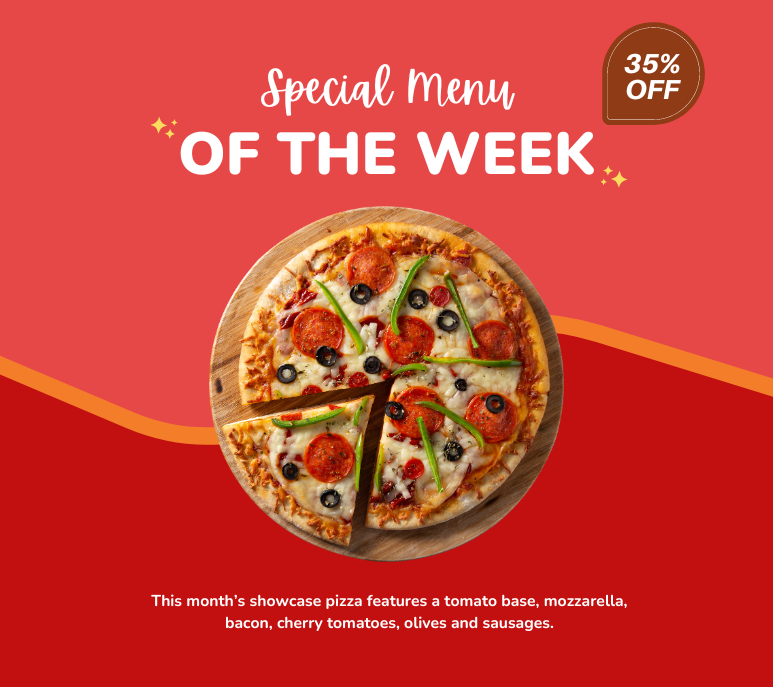 35%
OFF
Special Menu
OF THE WEEK
This month's showcase pizza features a tomato base, mozzarella,
bacon, cherry tomatoes, olives and sausages.